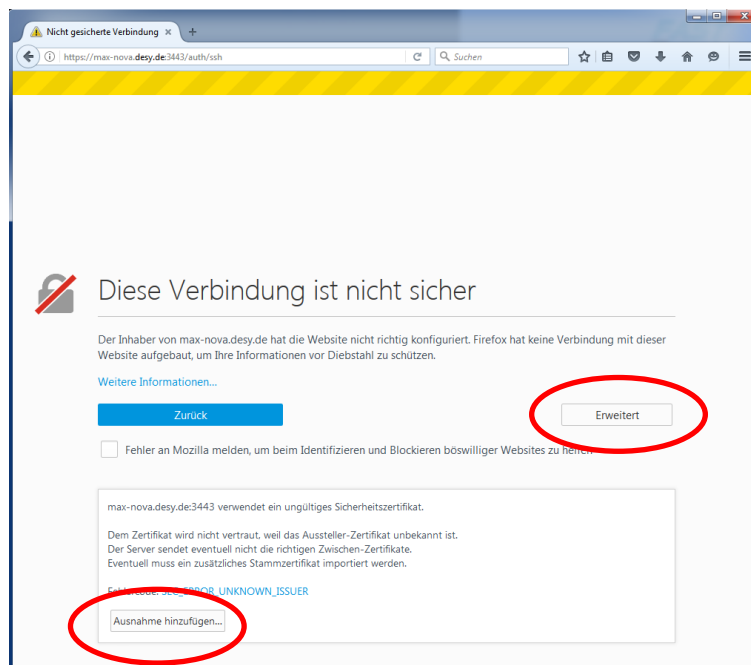 Nicht gesicherte Verbindung
https://max-nova.desy.de:3443/auth/ssh
Suchen
Diese Verbindung ist nicht sicher
Der Inhaber von max-nova.desy.de hat die Website nicht richtig konfiguriert. Firefox hat keine Verbindung mit dieser
Website aufgebaut, um Ihre Informationen vor Diebstahl zu schützen.
Weitere Informationen...
Zurück
Erweitert
Fehler an Mozilla melden, um beim Identifizieren und Blockieren böswilliger Websites zu helfen
max-nova.desy.de:3443 verwendet ein ungültiges Sicherheitszertifikat.
Dem Zertifikat wird nicht vertraut, weil das Aussteller-Zertifikat unbekannt ist.
Der Server sendet eventuell nicht die richtigen Zwischen-Zertifikate.
Eventuell muss ein zusätzliches Stammzertifikat importiert werden.
Fehlercode: SEC_ERROR_UNKNOWN_ISSUER
Ausnahme hinzufügen...